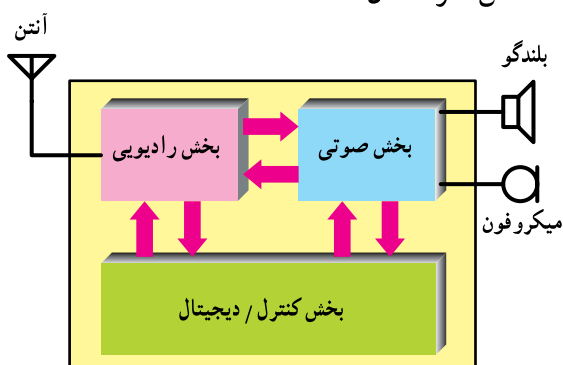 آنتن
بلندگو
بخش رادیویی
بخش صوتی
میکروفون
بخش کنترل / دیجیتال